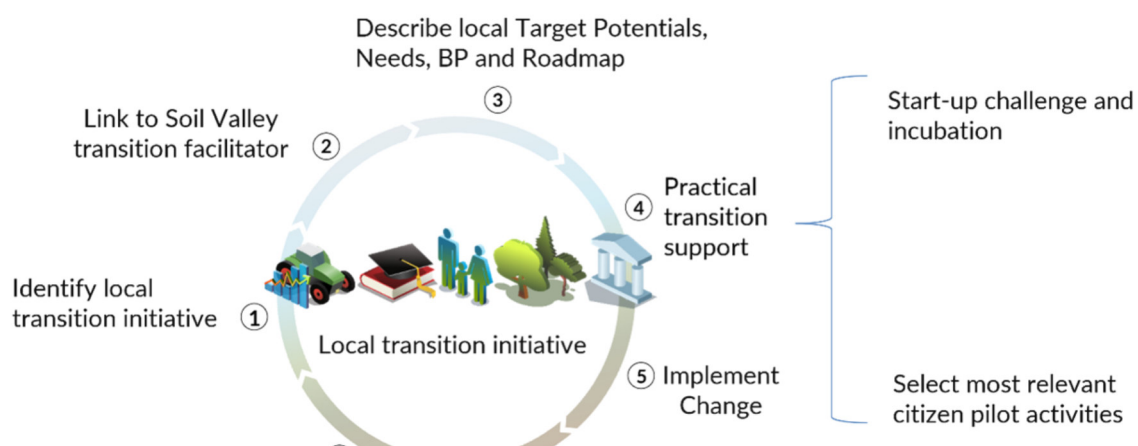 Describe local Target Potentials,
Needs, BP and Roadmap
3
Link to Soil Valley
transition facilitator
2
Start-up challenge and
incubation
4
Practical
transition
support
Identify local
transition initiative
1
Local transition initiative
5
Implement
Change
Select most relevant
citizen pilot activities